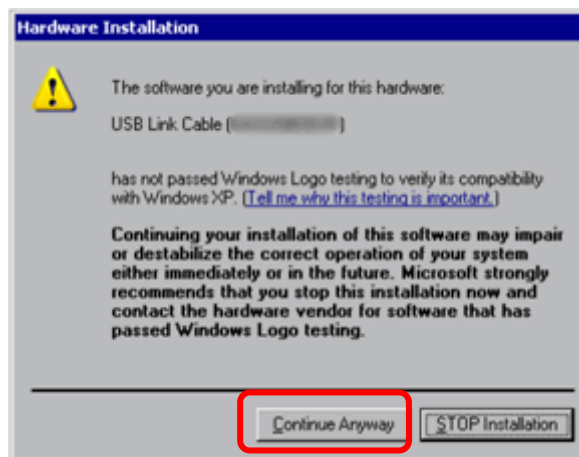 Hardware Installation
The software you are installing for this hardware:
USB Link Cable (
)
has not passed Windows Logo testing to verify its compatibility
with Windows XP. (Tell me why this testing is important.)
Continuing your installation of this software may impair
or destabilize the correct operation of your system
either immediately or in the future. Microsoft strongly
recommends that you stop this installation now and
contact the hardware vendor for software that has
passed Windows Logo testing.
Continue Anyway STOP Installation